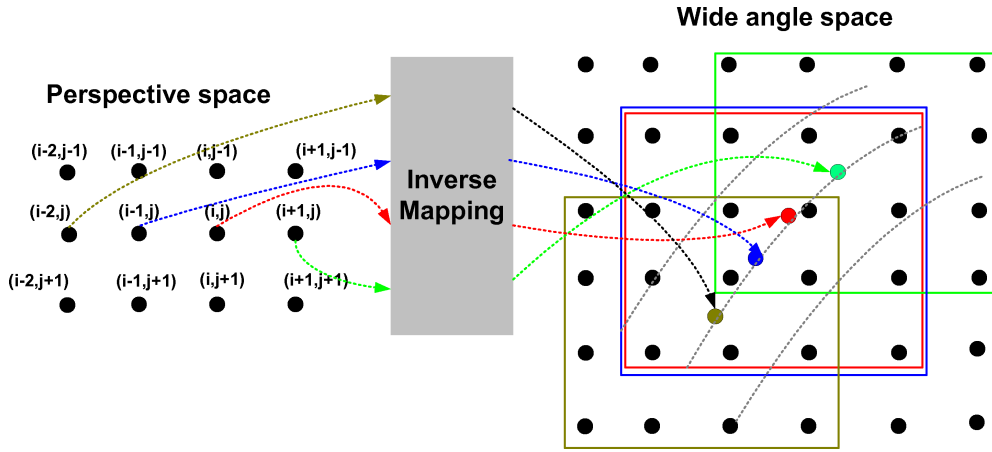 Wide angle space
Perspective space
(i-2,j-1) (i-1,j-1) (i,j-1) (i+1,j-1)
Inverse
Mapping
(i-2,j) (i-1,j) (i,j) (i+1,j)
(i-2,j+1) (i-1,j+1) (i,j+1) (i+1,j+1)